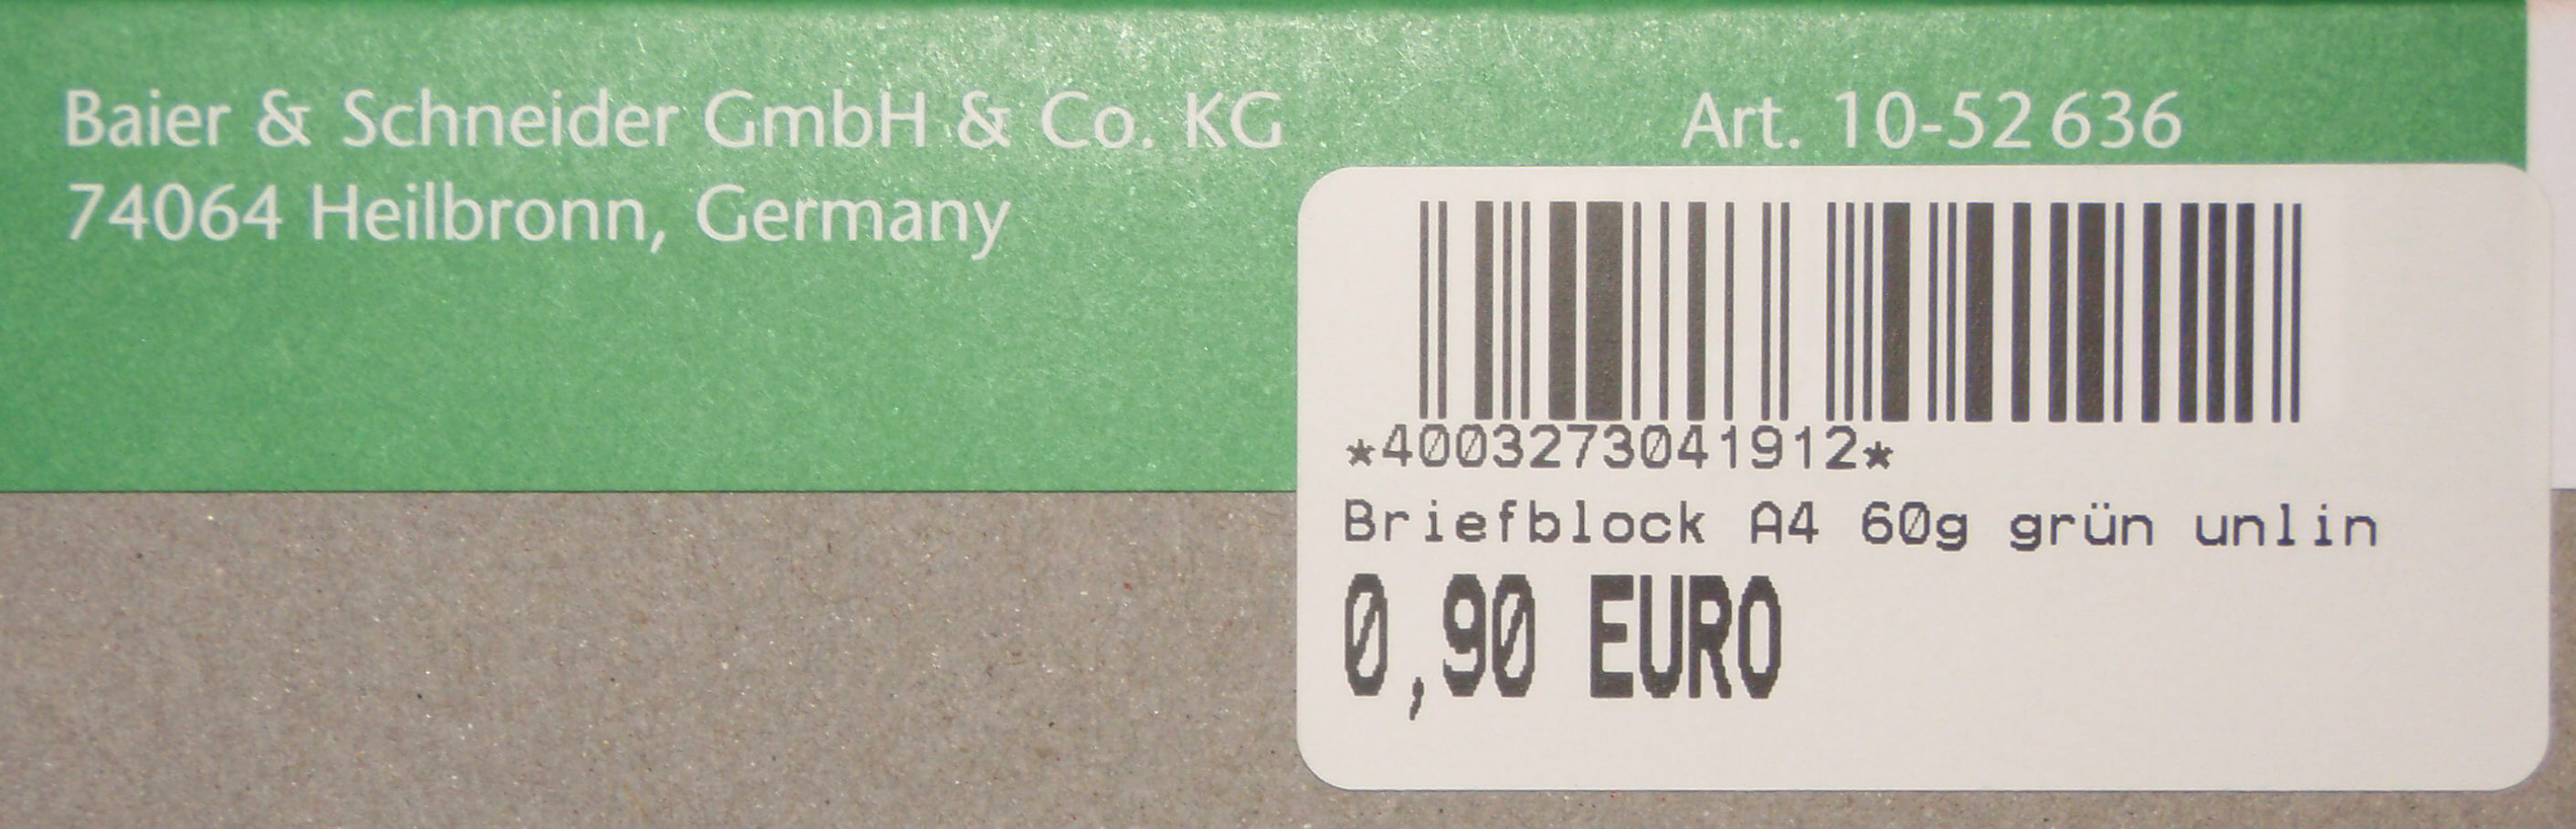 Baier & Schneider GmbH & Co. KG
74064 Heilbronn, Germany
Art. 10-52 636
*4003273041912*
Briefblock A4 60g grün unlin
0,90 EURO